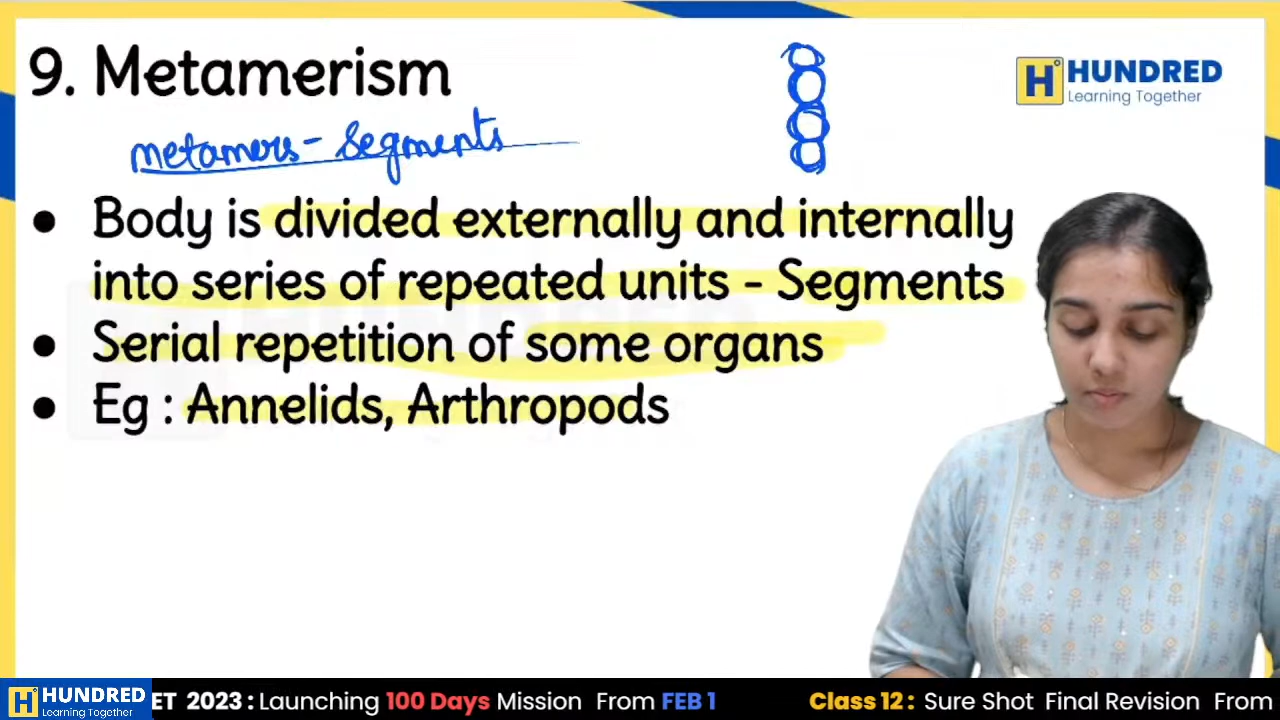 9. Metamerism
HUNDRED
Learning Together
metamers - Segments
● Body is divided externally and internally
into series of repeated units - Segments
● Serial repetition of some organs
● Eg : Annelids, Arthropods
HUNDRED
Learning Together
ET 2023 : Launching 100 Days Mission From FEB 1 Class 12 : Sure Shot Final Revision From